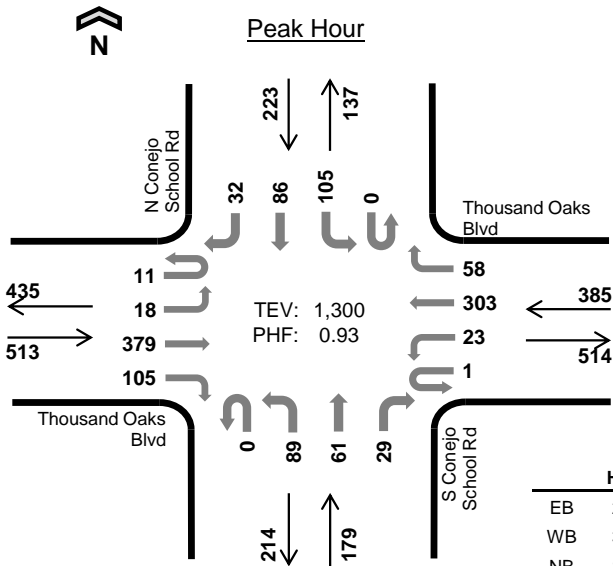 N
Peak Hour
223
137
N Conejo
School Rd
32
86
105
0
Thousand Oaks
Blvd
11
18
379
105
435
513
TEV: 1,300
PHF: 0.93
58
303
23
1
385
514
Thousand Oaks
Blvd
0
89
61
29
S Conejo
School Rd
214
179
EB
WB
NB